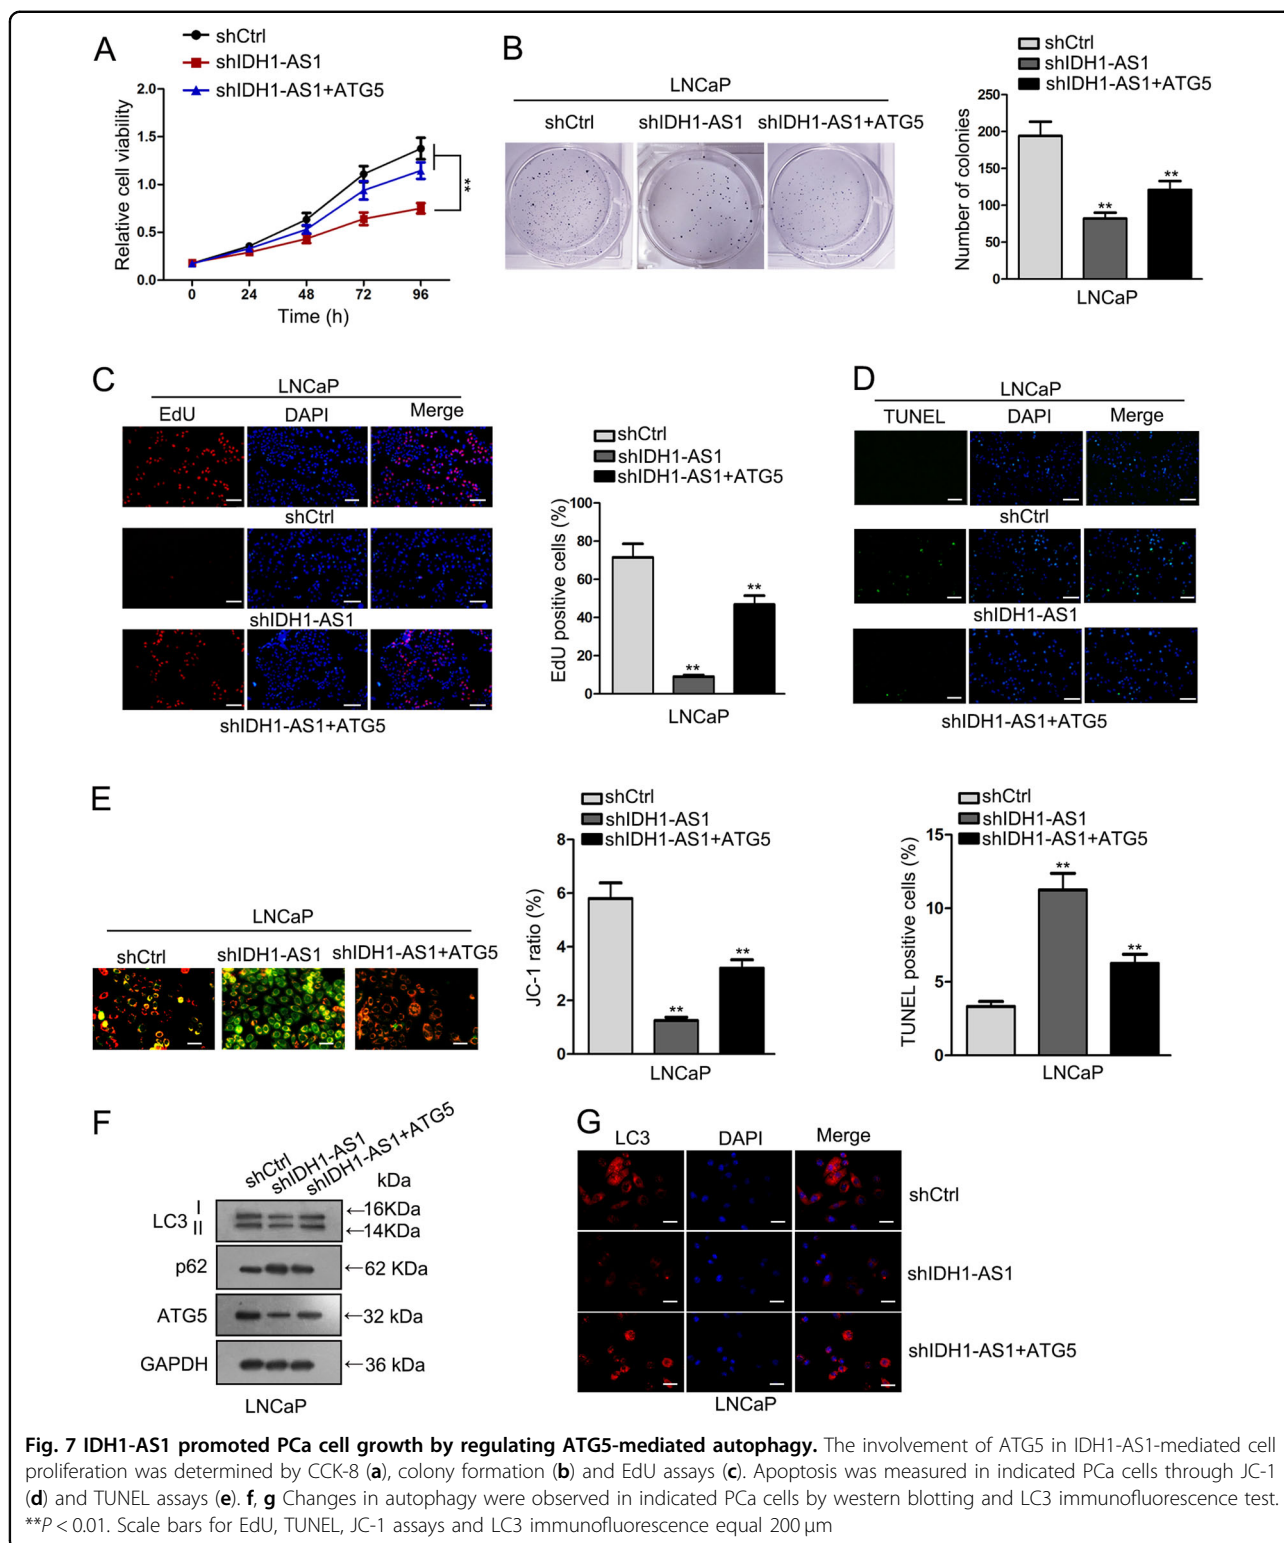 A
shCtrl
shIDH1-AS1
shIDH1-AS1+ATG5
Relative cell viability
2.0
1.5
1.0
0.5
0.0
0 24 48 72 96
Time (h)
**
B
LNCaP
shCtrl shIDH1-AS1 shIDH1-AS1+ATG5
shCtrl
shIDH1-AS1
shIDH1-AS1+ATG5
Number of colonies
250
200
150
100
50
0
**
**
LNCaP
C
LNCaP
EdU DAPI Merge
shCtrl
shIDH1-AS1
shIDH1-AS1+ATG5
shCtrl
shIDH1-AS1
shIDH1-AS1+ATG5
EdU positive cells (%)
100
80
60
40
20
0
**
**
LNCaP
D
LNCaP
TUNEL DAPI Merge
shCtrl
shIDH1-AS1
shIDH1-AS1+ATG5
E
LNCaP
shCtrl shIDH1-AS1 shIDH1-AS1+ATG5
shCtrl
shIDH1-AS1
shIDH1-AS1+ATG5
JC-1 ratio (%)
8
6
4
2
0
**
**
LNCaP
shCtrl
shIDH1-AS1
shIDH1-AS1+ATG5
TUNEL positive cells (%)
15
10
5
0
**
**
LNCaP
F
shCtrl
shIDH1-AS1
shIDH1-AS1+ATG5
kDa
LC3 I II
←16KDa
←14KDa
p62 ←62 KDa
ATG5 ←32 kDa
GAPDH ←36 kDa
LNCaP
G
LC3 DAPI Merge
shCtrl
shIDH1-AS1
shIDH1-AS1+ATG5
LNCaP
Fig. 7 IDH1-AS1 promoted PCa cell growth by regulating ATG5-mediated autophagy. The involvement of ATG5 in IDH1-AS1-mediated cell
proliferation was determined by CCK-8 (a), colony formation (b) and EdU assays (c). Apoptosis was measured in indicated PCa cells through JC-1
(d) and TUNEL assays (e). f, g Changes in autophagy were observed in indicated PCa cells by western blotting and LC3 immunofluorescence test.
**P < 0.01. Scale bars for EdU, TUNEL, JC-1 assays and LC3 immunofluorescence equal 200 µm